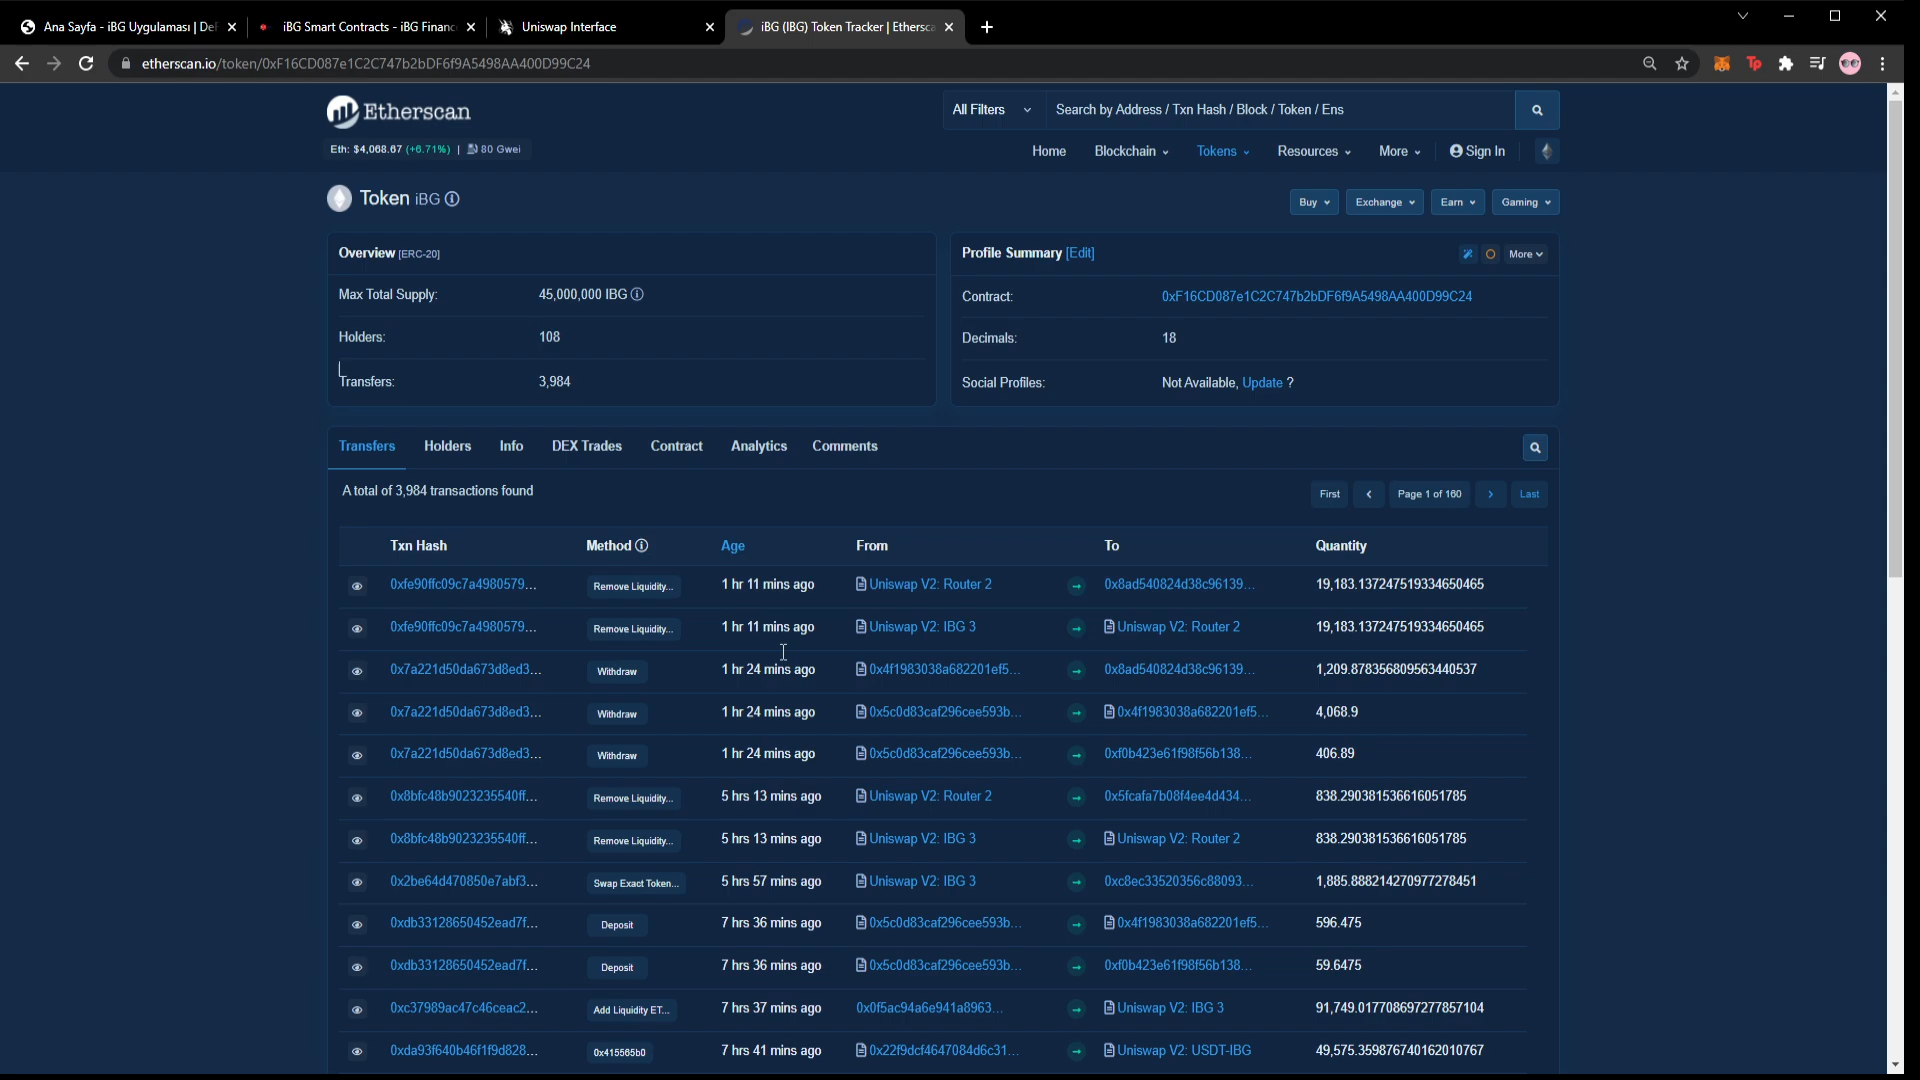 Ana Sayfa - iBG Uygulaması | De
iBG Smart Contracts - iBG Financ
Uniswap Interface
iBG (IBG) Token Tracker | Ethersca
etherscan.io/token/0xF16CD087e1C2C747b2bDF6f9A5498AA400D99C24
Tp
Etherscan
All Filters
Search by Address / Txn Hash / Block / Token / Ens
Eth: $4,068.67 (+6.71%) | 80 Gwei
Home Blockchain Tokens Resources More Sign In
Token iBG
Buy Exchange Earn Gaming
Overview [ERC-20]
Max Total Supply: 45,000,000 IBG
Holders: 108
Transfers: 3,984
Profile Summary [Edit]
More
Contract: 0xF16CD087e1C2C747b2bDF6f9A5498AA400D99C24
Decimals: 18
Social Profiles: Not Available, Update ?
Transfers Holders Info DEX Trades Contract Analytics Comments
A total of 3,984 transactions found
First Page 1 of 160 Last
Txn Hash Method Age From To Quantity
0xfe90ffc09c7a4980579... Remove Liquidity... 1 hr 11 mins ago Uniswap V2: Router 2 0x8ad540824d38c96139... 19,183.137247519334650465
0xfe90ffc09c7a4980579... Remove Liquidity... 1 hr 11 mins ago Uniswap V2: IBG 3 Uniswap V2: Router 2 19,183.137247519334650465
0x7a221d50da673d8ed3... Withdraw 1 hr 24 mins ago 0x4f1983038a682201ef5... 0x8ad540824d38c96139... 1,209.878356809563440537
0x7a221d50da673d8ed3... Withdraw 1 hr 24 mins ago 0x5c0d83caf296cee593b... 0x4f1983038a682201ef5... 4,068.9
0x7a221d50da673d8ed3... Withdraw 1 hr 24 mins ago 0x5c0d83caf296cee593b... 0xf0b423e61f98f56b138... 406.89
0x8bfc48b9023235540ff... Remove Liquidity... 5 hrs 13 mins ago Uniswap V2: Router 2 0x5fcafa7b08f4ee4d434... 838.290381536616051785
0x8bfc48b9023235540ff... Remove Liquidity... 5 hrs 13 mins ago Uniswap V2: IBG 3 Uniswap V2: Router 2 838.290381536616051785
0x2be64d470850e7abf3... Swap Exact Token... 5 hrs 57 mins ago Uniswap V2: IBG 3 0xc8ec33520356c88093... 1,885.888214270977278451
0xdb33128650452ead7f... Deposit 7 hrs 36 mins ago 0x5c0d83caf296cee593b... 0x4f1983038a682201ef5... 596.475
0xdb33128650452ead7f... Deposit 7 hrs 36 mins ago 0x5c0d83caf296cee593b... 0xf0b423e61f98f56b138... 59.6475
0xc37989ac47c46ceac2... Add Liquidity ET... 7 hrs 37 mins ago 0x0f5ac94a6e941a8963... Uniswap V2: IBG 3 91,749.017708697277857104
0xda93f640b46f1f9d828... 0x415565b0 7 hrs 41 mins ago 0x22f9dcf4647084d6c31... Uniswap V2: USDT-IBG 49,575.359876740162010767